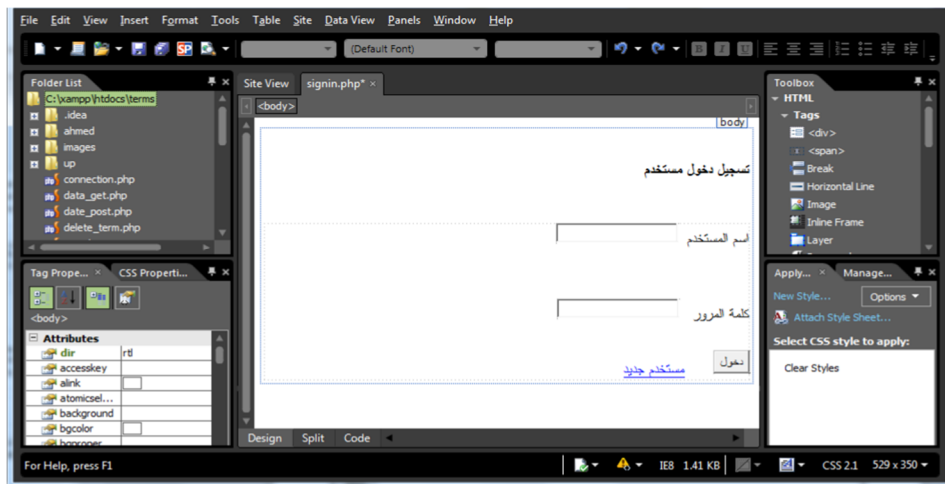 File Edit View Insert Format Tools Table Site Data View Panels Window Help
(Default Font)
B I U
Folder List
C:\xampp\htdocs\terms
.idea
ahmed
images
up
connection.php
data_get.php
date_post.php
delete_term.php
Site View signin.php*
<body>
body
تسجيل دخول مستخدم
اسم المستخدم
كلمة المرور
دخول
مستخدم جديد
Design Split Code
Toolbox
HTML
Tags
<div>
<span>
Break
Horizontal Line
Image
Inline Frame
Layer
Tag Prope... CSS Properti...
<body>
Attributes
dir rtl
accesskey
alink
atomicsel...
background
bgcolor
bgproper
Apply... Manage...
New Style... Options
Attach Style Sheet...
Select CSS style to apply:
Clear Styles
For Help, press F1
IE8 1.41 KB CSS 2.1 529 x 350